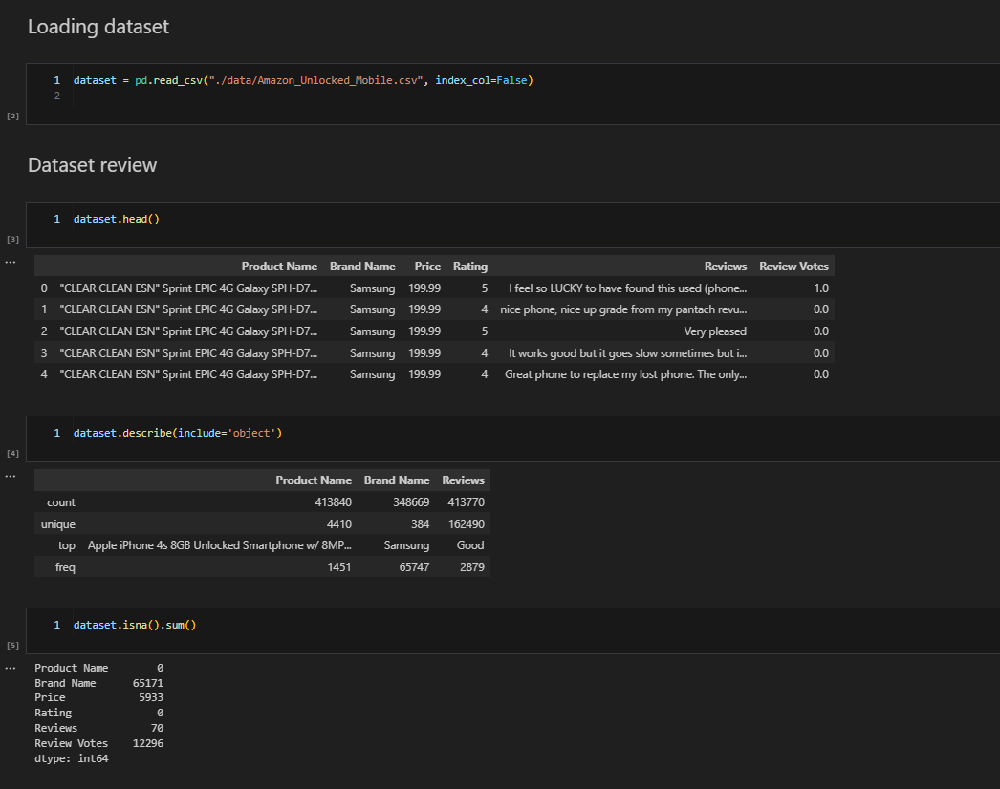 Loading dataset
1 dataset = pd.read_csv("./data/Amazon_Unlocked_Mobile.csv", index_col=False)
2
[2]
Dataset review
1 dataset.head()
[3]
...
Product Name Brand Name Price Rating Reviews Review Votes
0 "CLEAR CLEAN ESN" Sprint EPIC 4G Galaxy SPH-D7... Samsung 199.99 5 I feel so LUCKY to have found this used (phone... 1.0
1 "CLEAR CLEAN ESN" Sprint EPIC 4G Galaxy SPH-D7... Samsung 199.99 4 nice phone, nice up grade from my pantach revu... 0.0
2 "CLEAR CLEAN ESN" Sprint EPIC 4G Galaxy SPH-D7... Samsung 199.99 5 Very pleased 0.0
3 "CLEAR CLEAN ESN" Sprint EPIC 4G Galaxy SPH-D7... Samsung 199.99 4 It works good but it goes slow sometimes but i... 0.0
4 "CLEAR CLEAN ESN" Sprint EPIC 4G Galaxy SPH-D7... Samsung 199.99 4 Great phone to replace my lost phone. The only... 0.0
1 dataset.describe(include='object')
[4]
...
Product Name Brand Name Reviews
count 413840 348669 413770
unique 4410 384 162490
top Apple iPhone 4s 8GB Unlocked Smartphone w/ 8MP... Samsung Good
freq 1451 65747 2879
1 dataset.isna().sum()
[5]
...
Product Name 0
Brand Name 65171
Price 5933
Rating 0
Reviews 70
Review Votes 12296
dtype: int64